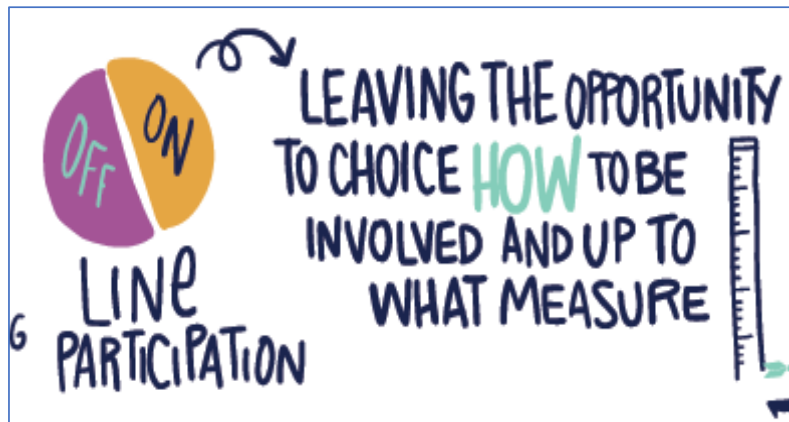 OFF ON
LINE
PARTICIPATION
LEAVING THE OPPORTUNITY
TO CHOICE HOW TO BE
INVOLVED AND UP TO
WHAT MEASURE
G